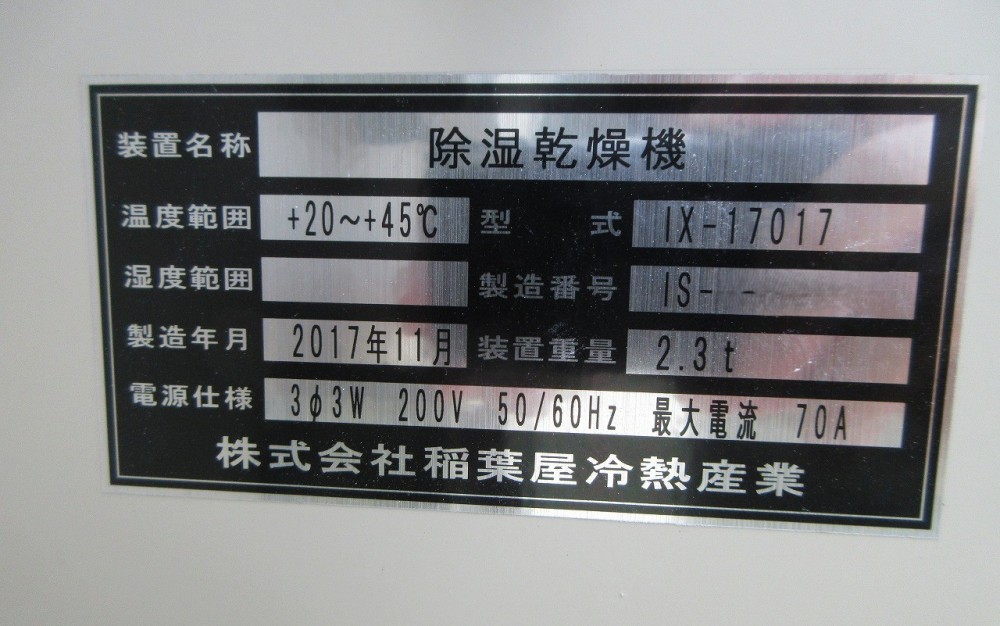 装置名称 除湿乾燥機
温度範囲 +20~+45℃ 型 式 IX-17017
湿度範囲 製造番号 IS- -
製造年月 2017年11月 装置重量 2.3t
電源仕様 3φ3W 200V 50/60Hz 最大電流 70A
株式会社稲葉屋冷熱産業